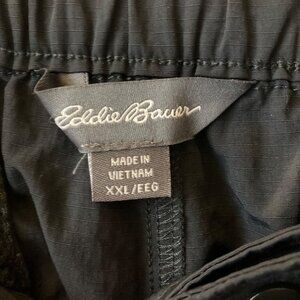 Eddie Bauer
MADE IN
VIETNAM
XXL/EEG